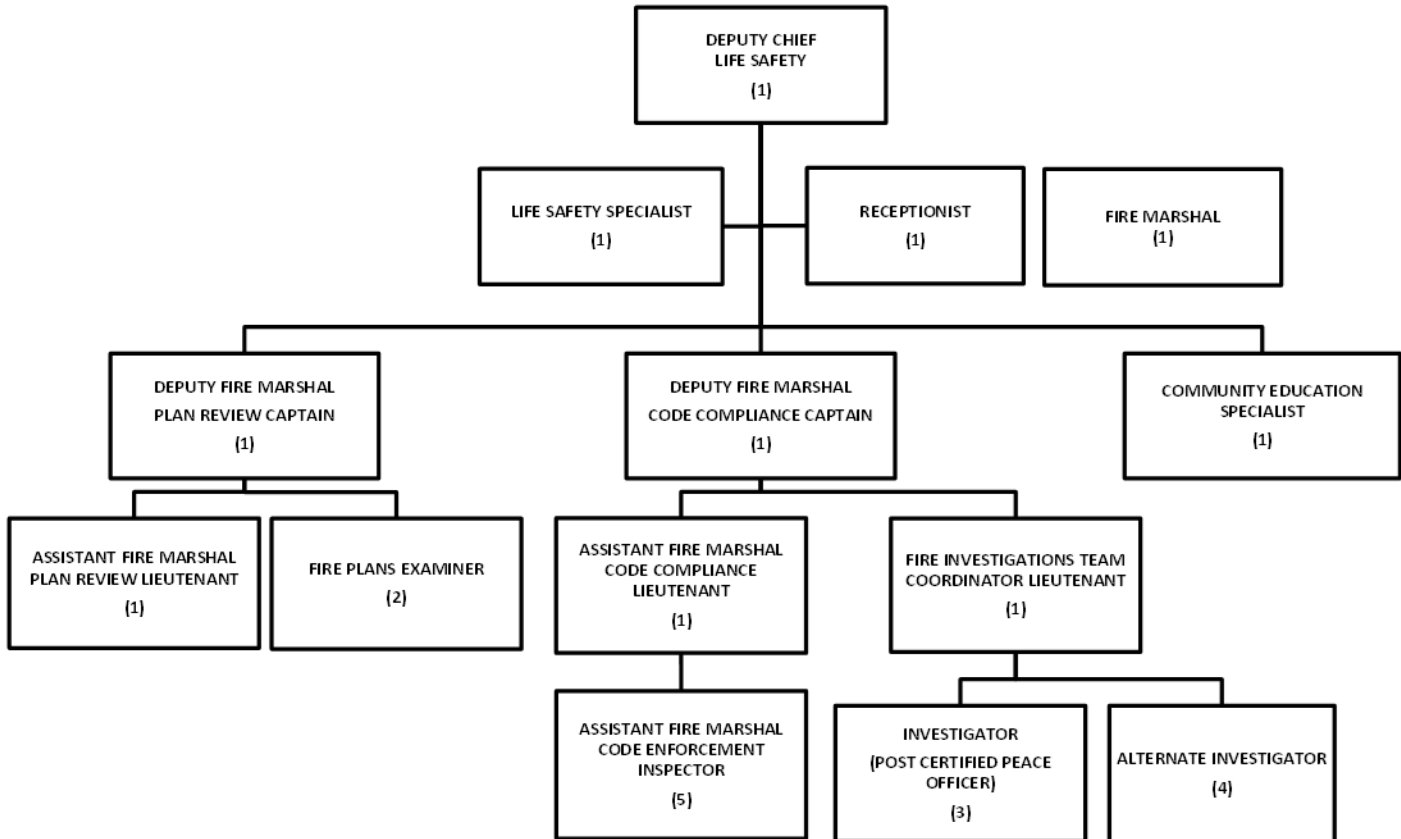 DEPUTY CHIEF
LIFE SAFETY
(1)
LIFE SAFETY SPECIALIST
(1)
RECEPTIONIST
(1)
FIRE MARSHAL
(1)
DEPUTY FIRE MARSHAL
PLAN REVIEW CAPTAIN
(1)
DEPUTY FIRE MARSHAL
CODE COMPLIANCE CAPTAIN
(1)
COMMUNITY EDUCATION
SPECIALIST
(1)
ASSISTANT FIRE MARSHAL
PLAN REVIEW LIEUTENANT
(1)
FIRE PLANS EXAMINER
(2)
ASSISTANT FIRE MARSHAL
CODE COMPLIANCE
LIEUTENANT
(1)
FIRE INVESTIGATIONS TEAM
COORDINATOR LIEUTENANT
(1)
ASSISTANT FIRE MARSHAL
CODE ENFORCEMENT
INSPECTOR
(5)
INVESTIGATOR
(POST CERTIFIED PEACE
OFFICER)
(3)
ALTERNATE INVESTIGATOR
(4)